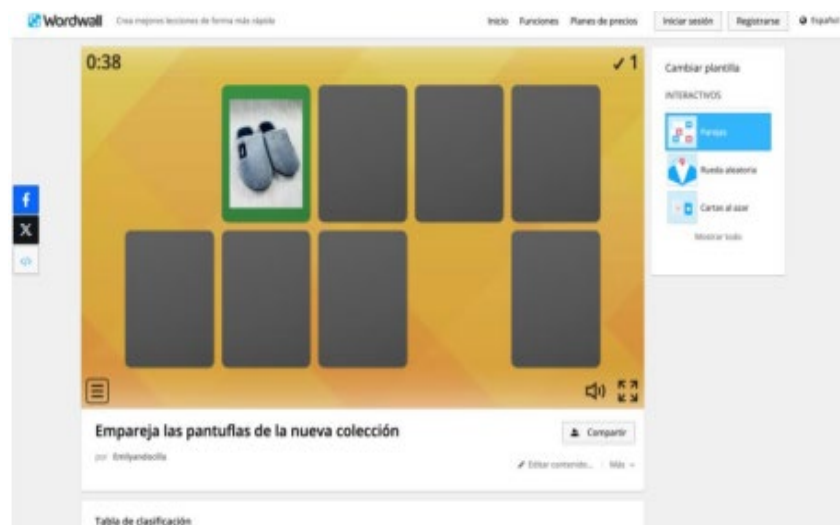 Wordwall Crea mejores lecciones de forma más rápida Inicio Funciones Planes de precios Iniciar sesión Registrarse Español
0:38 ✓ 1
Cambiar plantilla
INTERACTIVOS
Parejas
Rueda aleatoria
Cartas al azar
Mostrar todo
Empareja las pantuflas de la nueva colección
Compartir
por
Editar contenido... Más
Tabla de clasificación